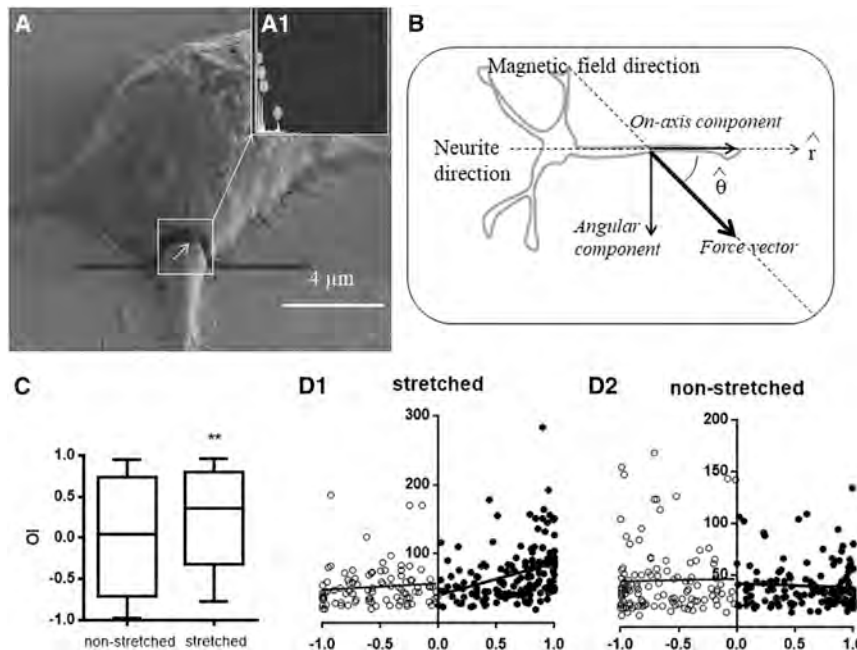 A
A1
4 μm
B
Magnetic field direction
On-axis component
Neurite
direction
r̂
θ̂
Angular
component
Force vector
C
**
OI
1.0
0.5
0.0
-0.5
-1.0
non-stretched
stretched
D1
stretched
300
200
100
-1.0
-0.5
0.0
0.5
1.0
D2
non-stretched
200
150
100
50
-1.0
-0.5
0.0
0.5
1.0